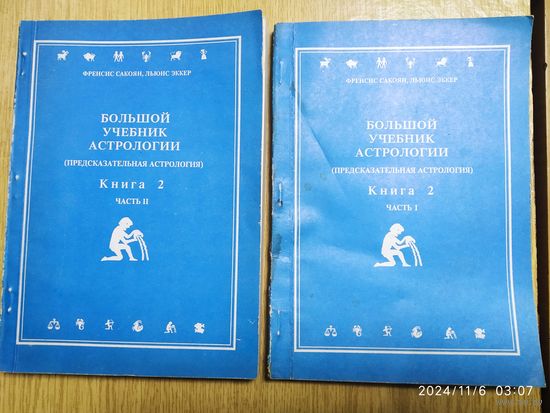 ФРЕНСИС САКОЯН, ЛЬЮИС ЭККЕР
БОЛЬШОЙ
УЧЕБНИК
АСТРОЛОГИИ
(ПРЕДСКАЗАТЕЛЬНАЯ АСТРОЛОГИЯ)
Книга 2
ЧАСТЬ II
ФРЕНСИС САКОЯН, ЛЬЮИС ЭККЕР
БОЛЬШОЙ
УЧЕБНИК
АСТРОЛОГИИ
(ПРЕДСКАЗАТЕЛЬНАЯ АСТРОЛОГИЯ)
Книга 2
ЧАСТЬ I
2024/11/6 03:07